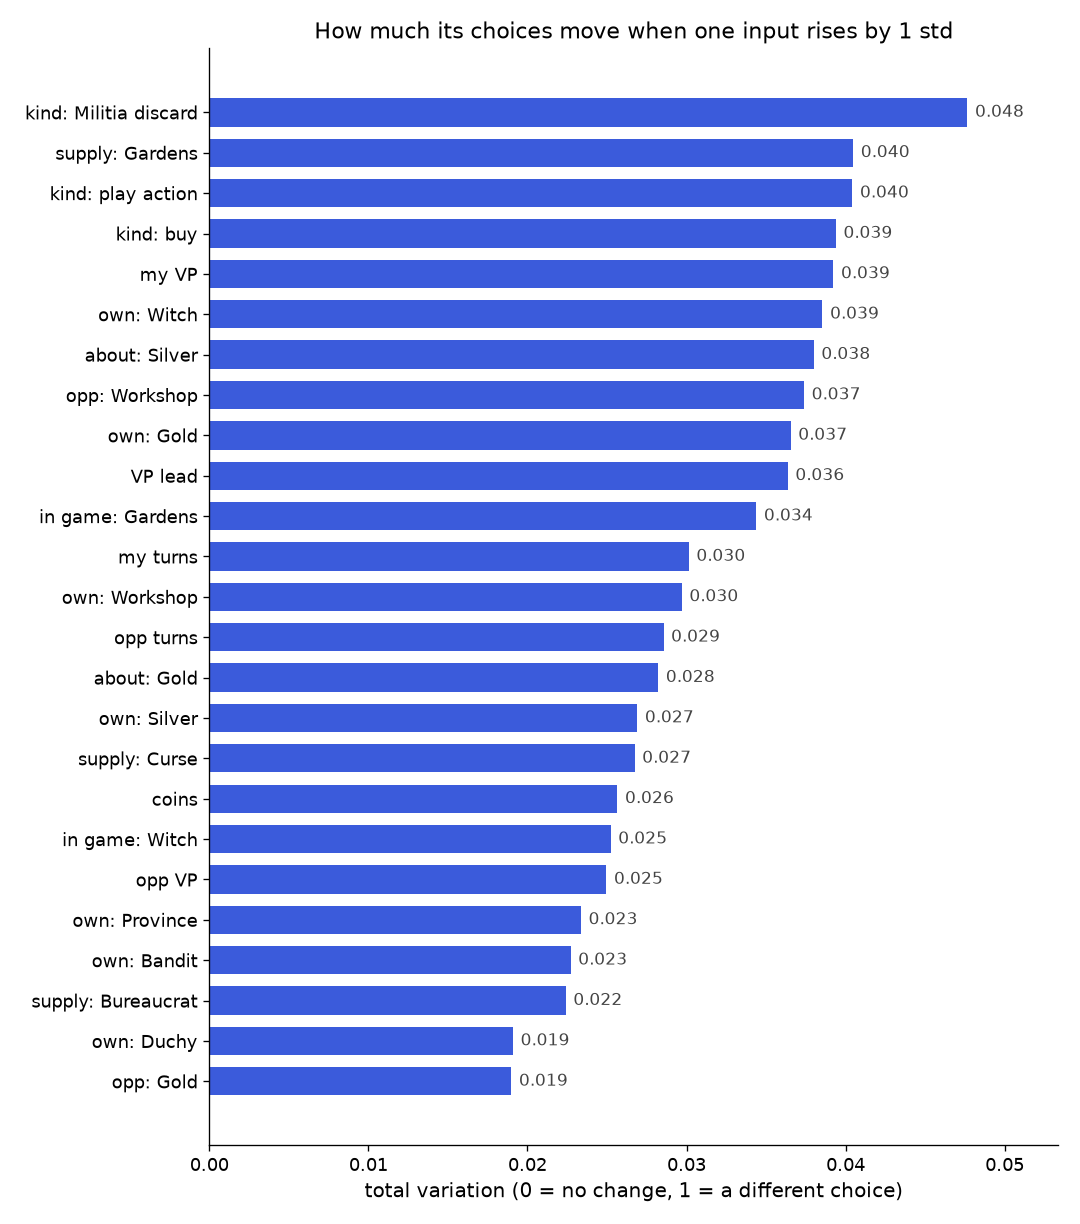 How much its choices move when one input rises by 1 std
kind: Militia discard 0.048
supply: Gardens 0.040
kind: play action 0.040
kind: buy 0.039
my VP 0.039
own: Witch 0.039
about: Silver 0.038
opp: Workshop 0.037
own: Gold 0.037
VP lead 0.036
in game: Gardens 0.034
my turns 0.030
own: Workshop 0.030
opp turns 0.029
about: Gold 0.028
own: Silver 0.027
supply: Curse 0.027
coins 0.026
in game: Witch 0.025
opp VP 0.025
own: Province 0.023
own: Bandit 0.023
supply: Bureaucrat 0.022
own: Duchy 0.019
opp: Gold 0.019
0.00 0.01 0.02 0.03 0.04 0.05
total variation (0 = no change, 1 = a different choice)